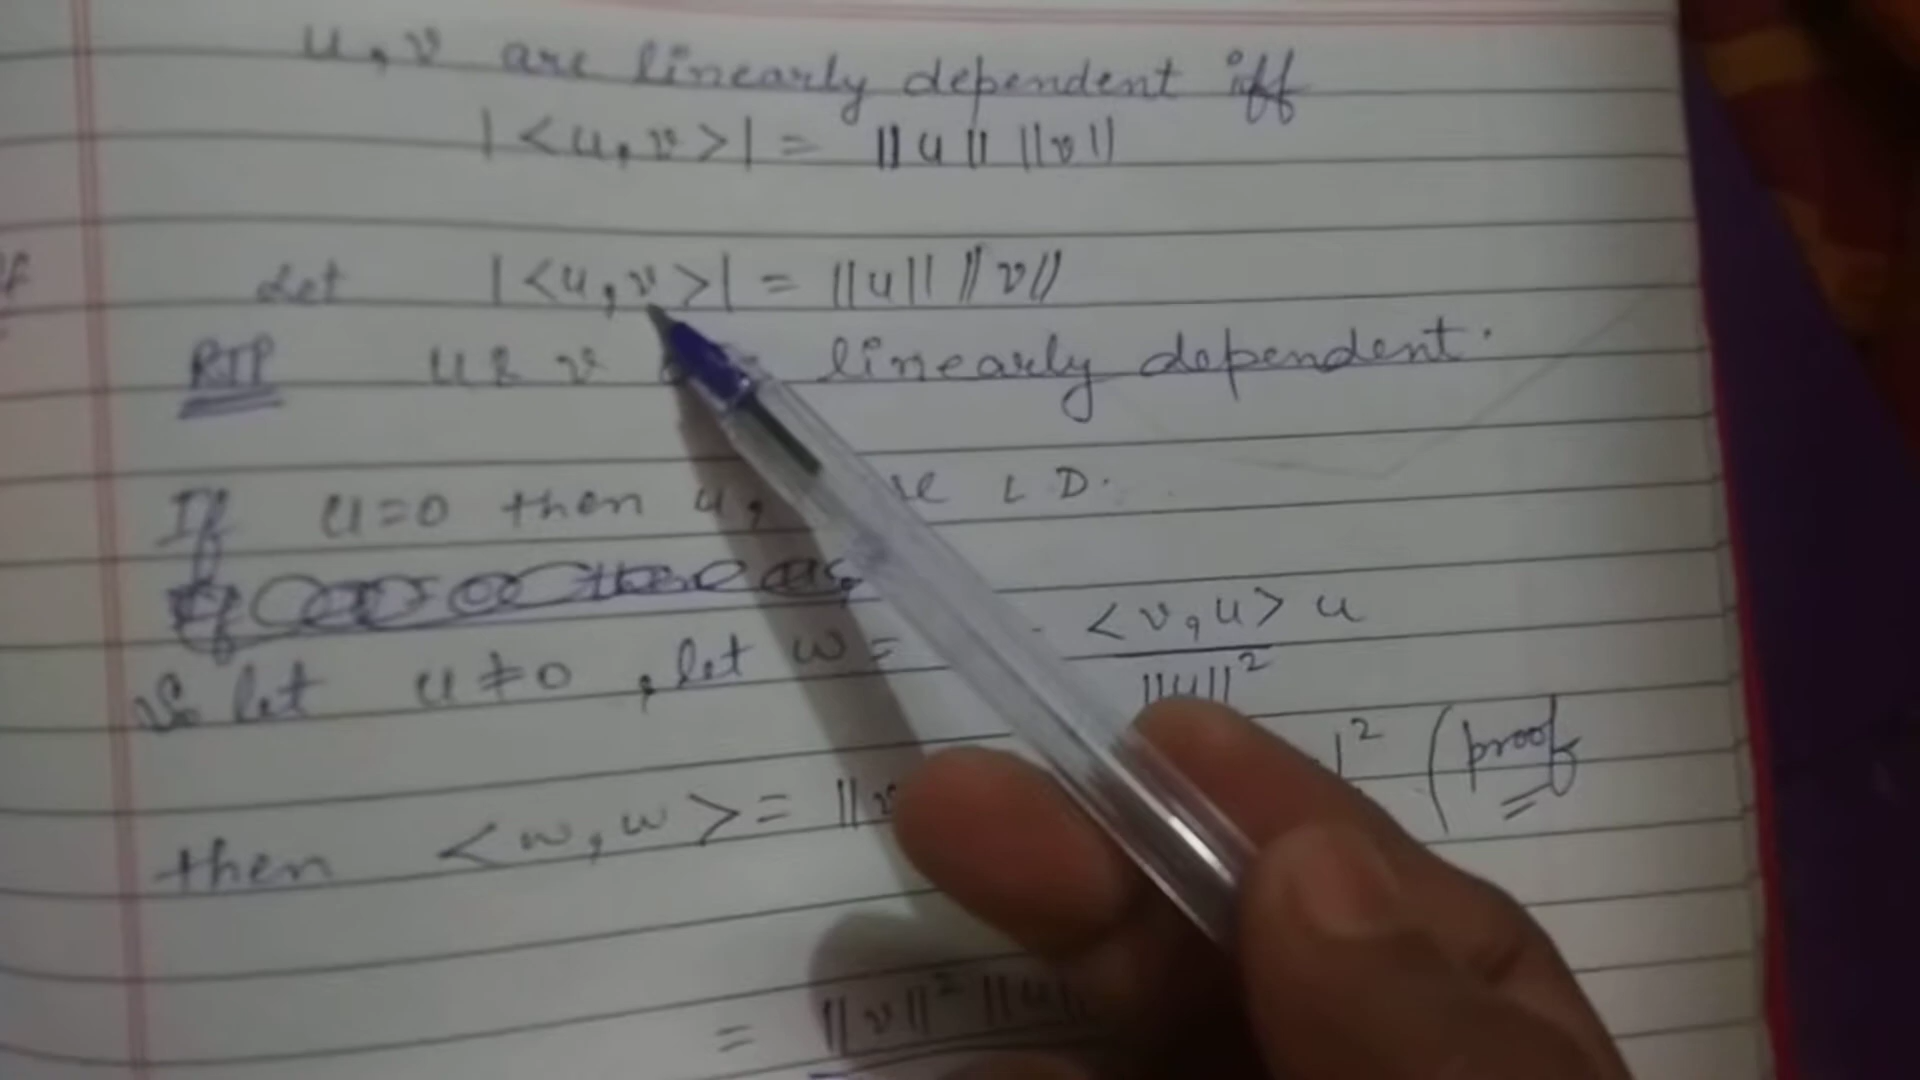 u, v are linearly dependent iff
|<u, v>| = ||u|| ||v||
Let |<u, v>| = ||u|| ||v||
RTP u & v linearly dependent.
If u=0 then u, L D.
So let u≠0, let w = <v, u> u
||u||²
then <w, w> = ||v |² (proof
= ||v||² ||u||